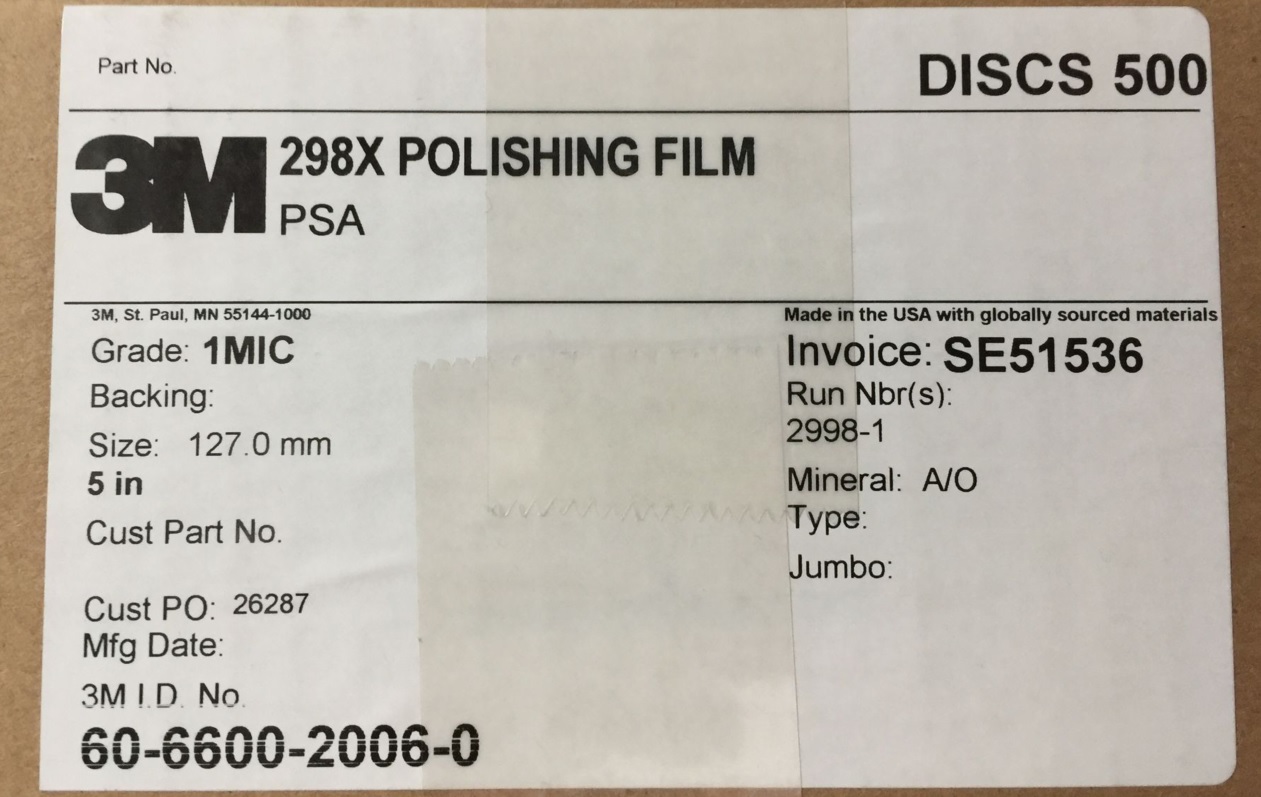 Part No.
DISCS 500
3M 298X POLISHING FILM
PSA
3M, St. Paul, MN 55144-1000
Made in the USA with globally sourced materials
Grade: 1MIC
Invoice: SE51536
Backing:
Run Nbr(s):
2998-1
Size: 127.0 mm
5 in
Mineral: A/O
Cust Part No.
Type:
Jumbo:
Cust PO: 26287
Mfg Date:
3M I.D. No.
60-6600-2006-0